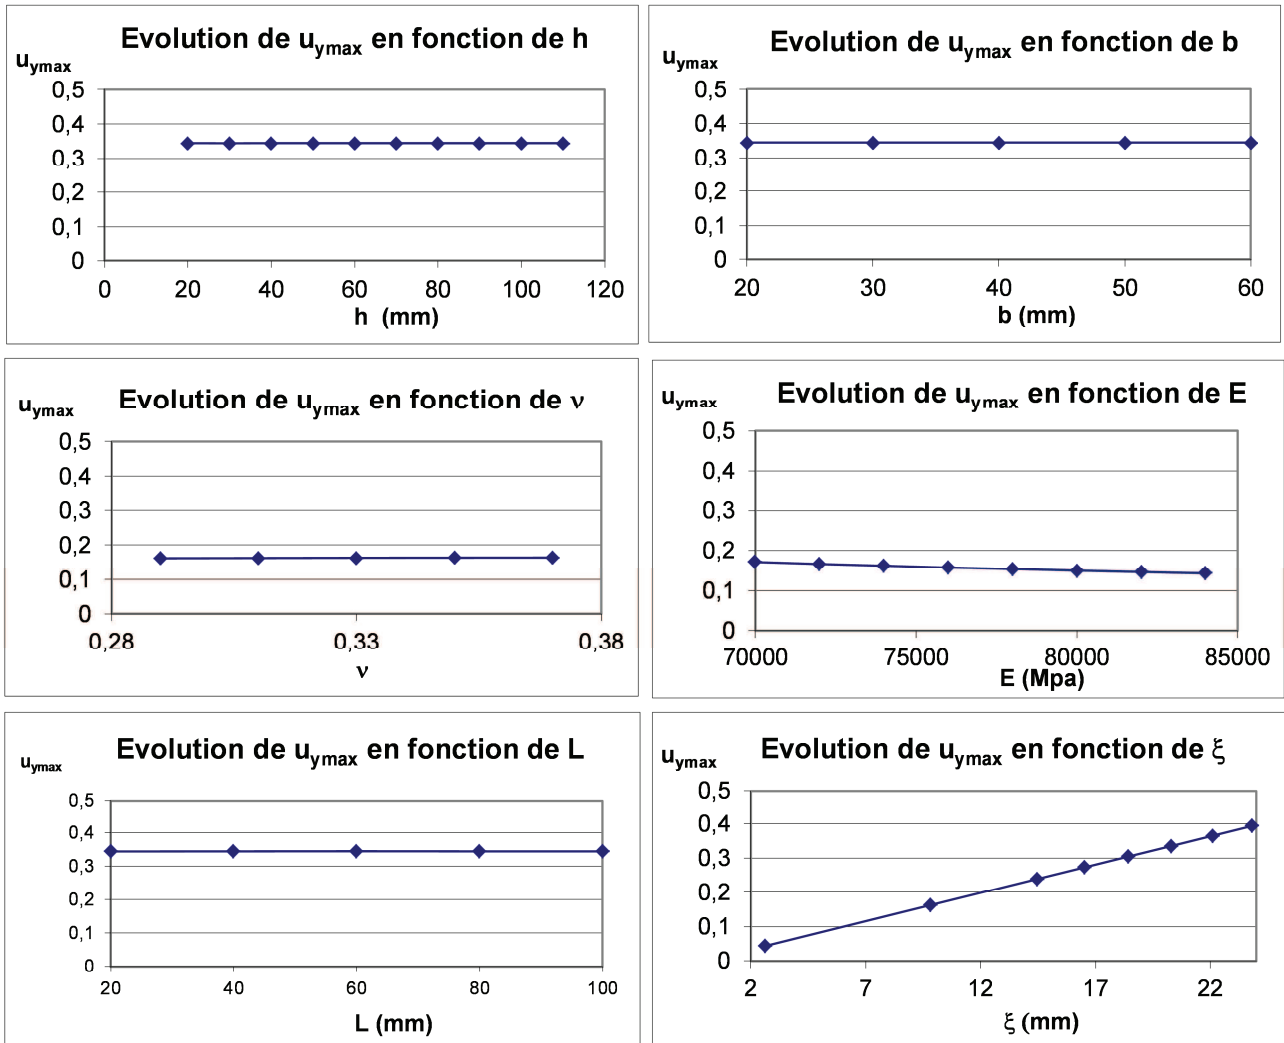 Evolution de uymax en fonction de h
uymax
0,5
0,4
0,3
0,2
0,1
0
0 20 40 60 80 100 120
h (mm)
Evolution de uymax en fonction de b
uymax
0,5
0,4
0,3
0,2
0,1
0
20 30 40 50 60
b (mm)
Evolution de uymax en fonction de ν
uymax
0,5
0,4
0,3
0,2
0,1
0
0,28 0,33 0,38
ν
Evolution de uymax en fonction de E
uymax
0,5
0,4
0,3
0,2
0,1
0
70000 75000 80000 85000
E (Mpa)
Evolution de uymax en fonction de L
uymax
0,5
0,4
0,3
0,2
0,1
0
20 40 60 80 100
L (mm)
Evolution de uymax en fonction de ξ
uymax
0,5
0,4
0,3
0,2
0,1
0
2 7 12 17 22
ξ (mm)